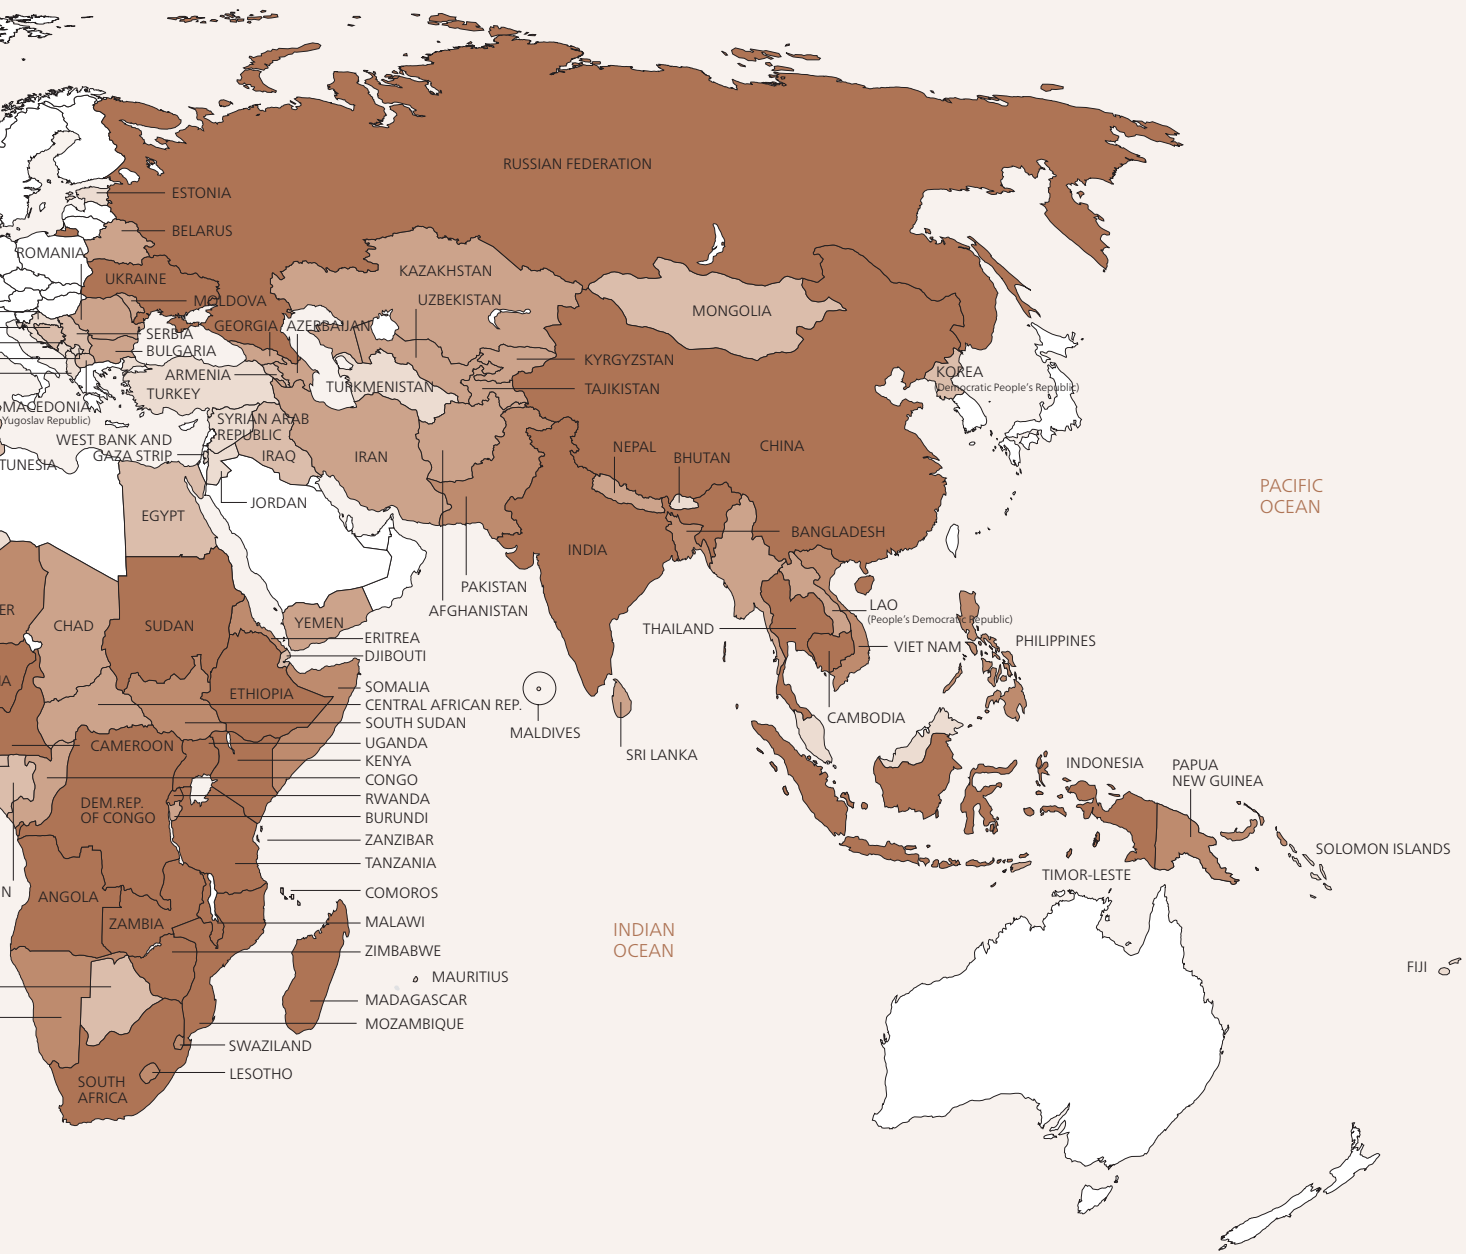 RUSSIAN FEDERATION
ESTONIA
BELARUS
ROMANIA
UKRAINE
KAZAKHSTAN
MOLDOVA
UZBEKISTAN
MONGOLIA
GEORGIA
AZERBAIJAN
SERBIA
BULGARIA
KYRGYZSTAN
ARMENIA
TURKMENISTAN
TAJIKISTAN
TURKEY
KOREA
(Democratic People's Republic)
MACEDONIA
Yugoslav Republic)
SYRIAN ARAB
REPUBLIC
WEST BANK AND
GAZA STRIP
TUNESIA
IRAQ
IRAN
NEPAL
BHUTAN
CHINA
JORDAN
EGYPT
PACIFIC
OCEAN
BANGLADESH
INDIA
PAKISTAN
AFGHANISTAN
ER
CHAD
SUDAN
YEMEN
LAO
(People's Democratic Republic)
THAILAND
VIET NAM
PHILIPPINES
ERITREA
DJIBOUTI
IA
ETHIOPIA
SOMALIA
CENTRAL AFRICAN REP.
SOUTH SUDAN
MALDIVES
CAMBODIA
SRI LANKA
CAMEROON
UGANDA
KENYA
CONGO
RWANDA
BURUNDI
DEM.REP.
OF CONGO
INDONESIA
PAPUA
NEW GUINEA
ZANZIBAR
TANZANIA
SOLOMON ISLANDS
TIMOR-LESTE
N
ANGOLA
COMOROS
ZAMBIA
MALAWI
INDIAN
OCEAN
ZIMBABWE
MAURITIUS
FIJI
MADAGASCAR
MOZAMBIQUE
SWAZILAND
LESOTHO
SOUTH
AFRICA